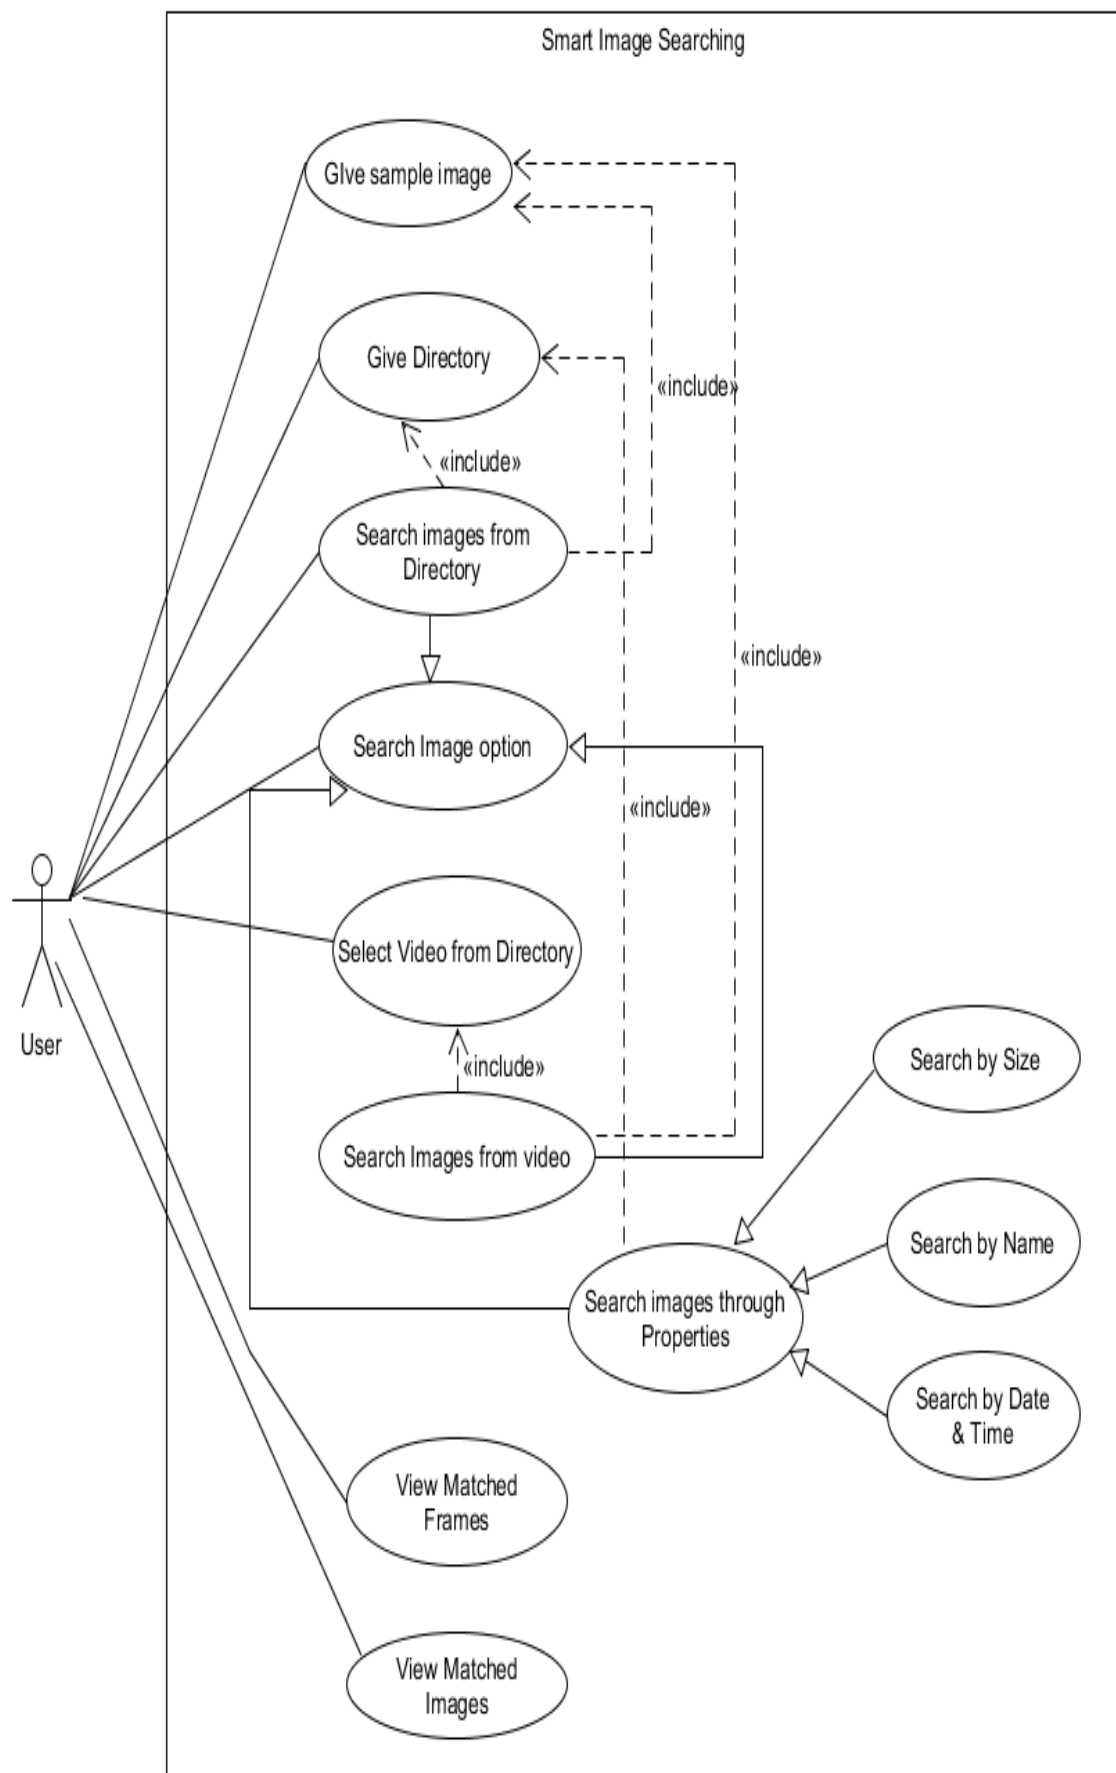 Smart Image Searching
GIve sample image
Give Directory
«include»
«include»
Search images from
Directory
«include»
Search Image option
«include»
Select Video from Directory
User
«include»
Search Images from video
Search by Size
Search by Name
Search images through
Properties
Search by Date
& Time
View Matched
Frames
View Matched
Images